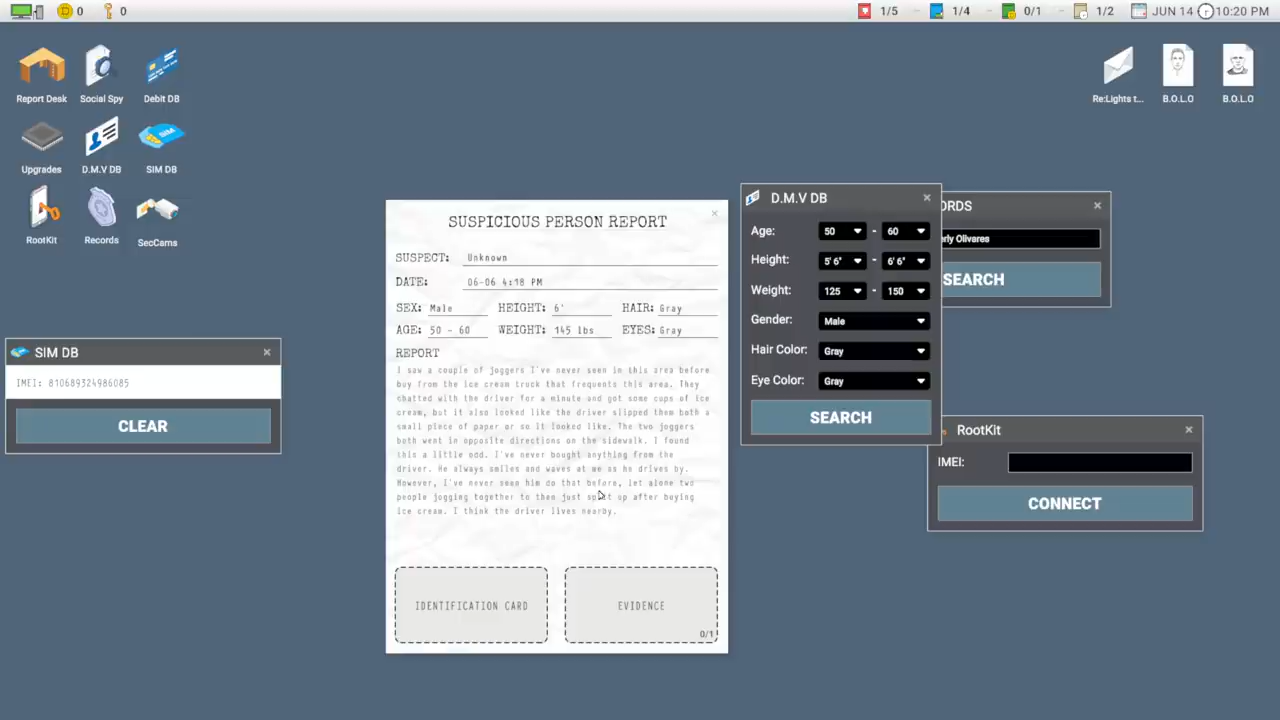 0
0
1/5
1/4
0/1
1/2
JUN 14
10:20 PM
Report Desk
Social Spy
Debit DB
Upgrades
D.M.V DB
SIM DB
RootKit
Records
SecCams
Re:Lights t...
B.O.L.O
B.O.L.O
SIM DB
IMEI: 810689324986085
CLEAR
SUSPICIOUS PERSON REPORT
SUSPECT: Unknown
DATE: 06-06 4:18 PM
SEX: Male HEIGHT: 6' HAIR: Gray
AGE: 50 - 60 WEIGHT: 145 lbs EYES: Gray
REPORT
I saw a couple of joggers I've never seen in this area before
buy from the ice cream truck that frequents this area. They
chatted with the driver for a minute and got some cups of ice
cream, but it also looked like the driver slipped them both a
small piece of paper or so it looked like. The two joggers
both went in opposite directions on the sidewalk. I found
this a little odd. I've never bought anything from the
driver. He always smiles and waves at me as he drives by.
However, I've never seen him do that before, let alone two
people jogging together to then just split up after buying
ice cream. I think the driver lives nearby.
IDENTIFICATION CARD
EVIDENCE
0/1
D.M.V DB
Age: 50 - 60
Height: 5' 6" - 6' 6"
Weight: 125 - 150
Gender: Male
Hair Color: Gray
Eye Color: Gray
SEARCH
ORDS
erly Olivares
SEARCH
RootKit
IMEI:
CONNECT